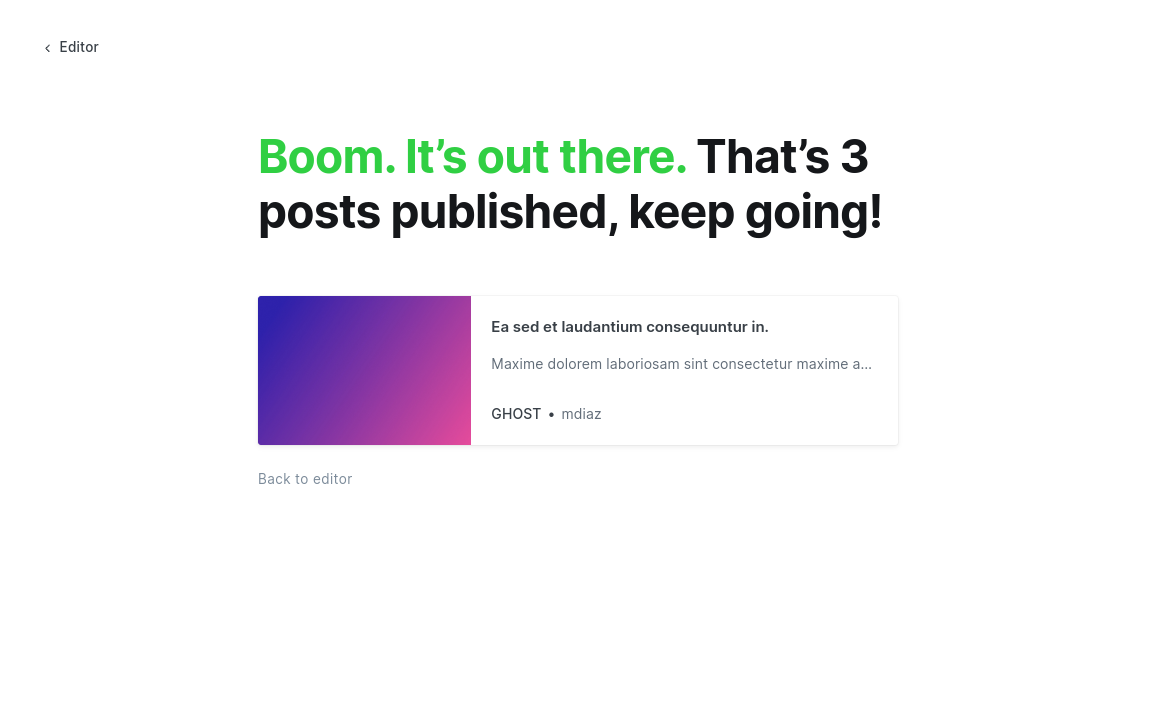 Editor
Boom. It’s out there. That’s 3
posts published, keep going!
Ea sed et laudantium consequuntur in.
Maxime dolorem laboriosam sint consectetur maxime a...
GHOST • mdiaz
Back to editor